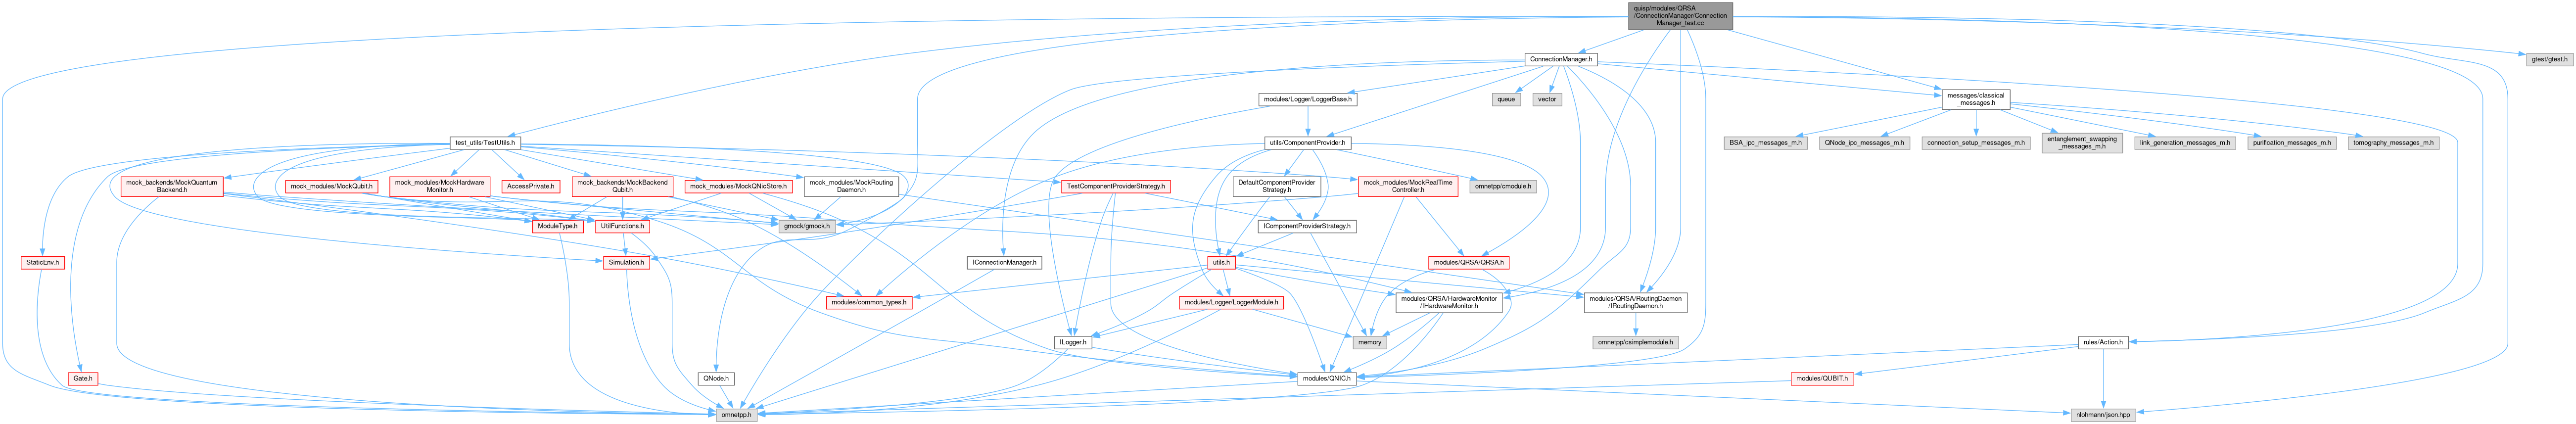 quisp/modules/QRSA
/ConnectionManager/Connection
Manager_test.cc
ConnectionManager.h
gtest/gtest.h
modules/Logger/LoggerBase.h
queue
vector
messages/classical
_messages.h
test_utils/TestUtils.h
utils/ComponentProvider.h
BSA_ipc_messages_m.h
QNode_ipc_messages_m.h
connection_setup_messages_m.h
entanglement_swapping
_messages_m.h
link_generation_messages_m.h
purification_messages_m.h
tomography_messages_m.h
mock_backends/MockQuantum
Backend.h
mock_modules/MockQubit.h
mock_modules/MockHardware
Monitor.h
AccessPrivate.h
mock_backends/MockBackend
Qubit.h
mock_modules/MockQNicStore.h
mock_modules/MockRouting
Daemon.h
TestComponentProviderStrategy.h
DefaultComponentProvider
Strategy.h
mock_modules/MockRealTime
Controller.h
omnetpp/cmodule.h
ModuleType.h
UtilFunctions.h
gmock/gmock.h
IComponentProviderStrategy.h
StaticEnv.h
Simulation.h
IConnectionManager.h
utils.h
modules/QRSA/QRSA.h
modules/common_types.h
modules/Logger/LoggerModule.h
modules/QRSA/HardwareMonitor
/IHardwareMonitor.h
modules/QRSA/RoutingDaemon
/IRoutingDaemon.h
ILogger.h
memory
omnetpp/csimplemodule.h
rules/Action.h
Gate.h
QNode.h
modules/QNIC.h
modules/QUBIT.h
omnetpp.h
nlohmann/json.hpp